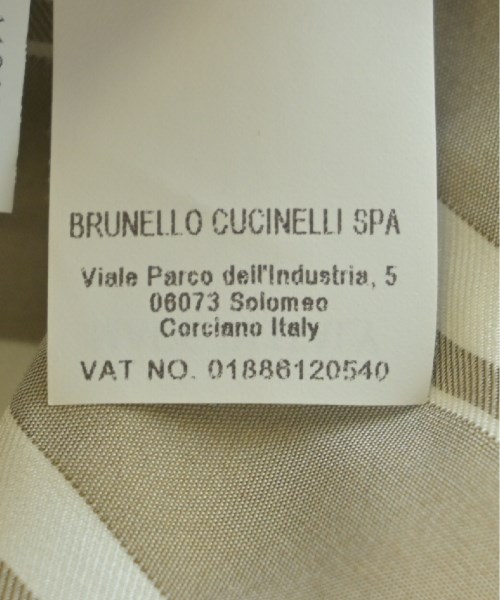 BRUNELLO CUCINELLI SPA
Viale Parco dell'Industria, 5
06073 Solomeo
Corciano Italy
VAT NO. 01886120540